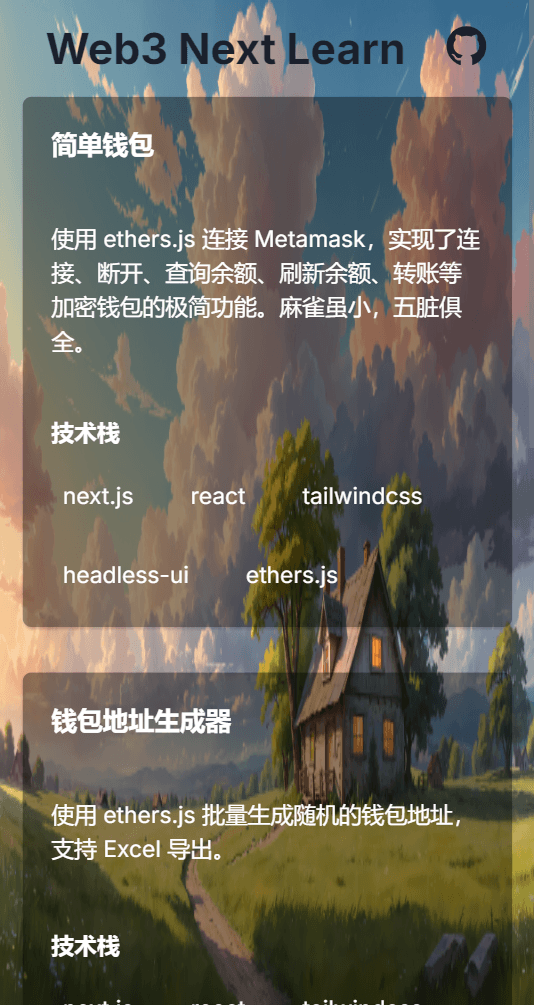 Web3 Next Learn
简单钱包
使用 ethers.js 连接 Metamask，实现了连
接、断开、查询余额、刷新余额、转账等
加密钱包的极简功能。麻雀虽小，五脏俱
全。
技术栈
next.js react tailwindcss
headless-ui ethers.js
钱包地址生成器
使用 ethers.js 批量生成随机的钱包地址，
支持 Excel 导出。
技术栈
next.js react tailwindcss